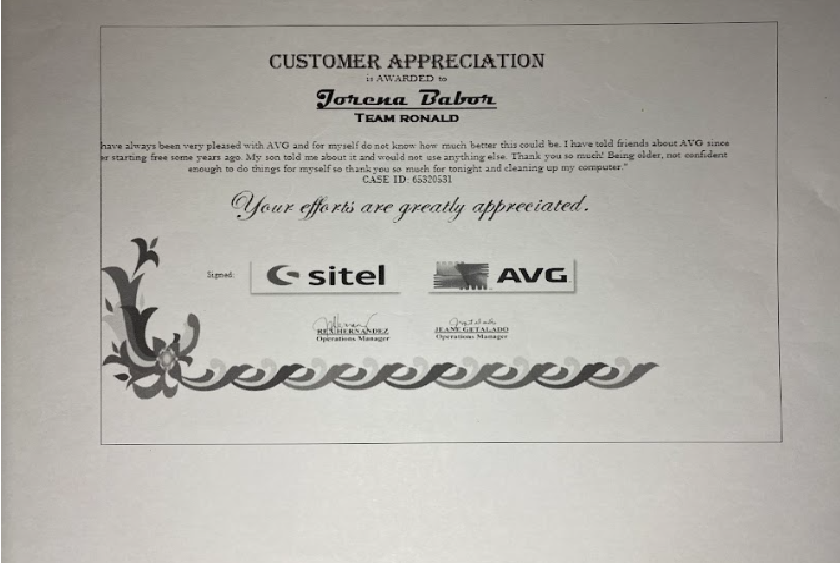 CUSTOMER APPRECIATION
is AWARDED to
Jorena Babor
TEAM RONALD
have always been very pleased with AVG and for myself do not know how much better this could be. I have told friends about AVG since
er starting free some years ago. My son told me about it and would not use anything else. Thank you so much! Being older, not confident
enough to do things for myself so thank you so much for tonight and cleaning up my computer."
CASE ID: 65320531
Your efforts are greatly appreciated.
Signed:
sitel
AVG
HERNANDEZ
Operations Manager
JEANY GETALADO
Operations Manager